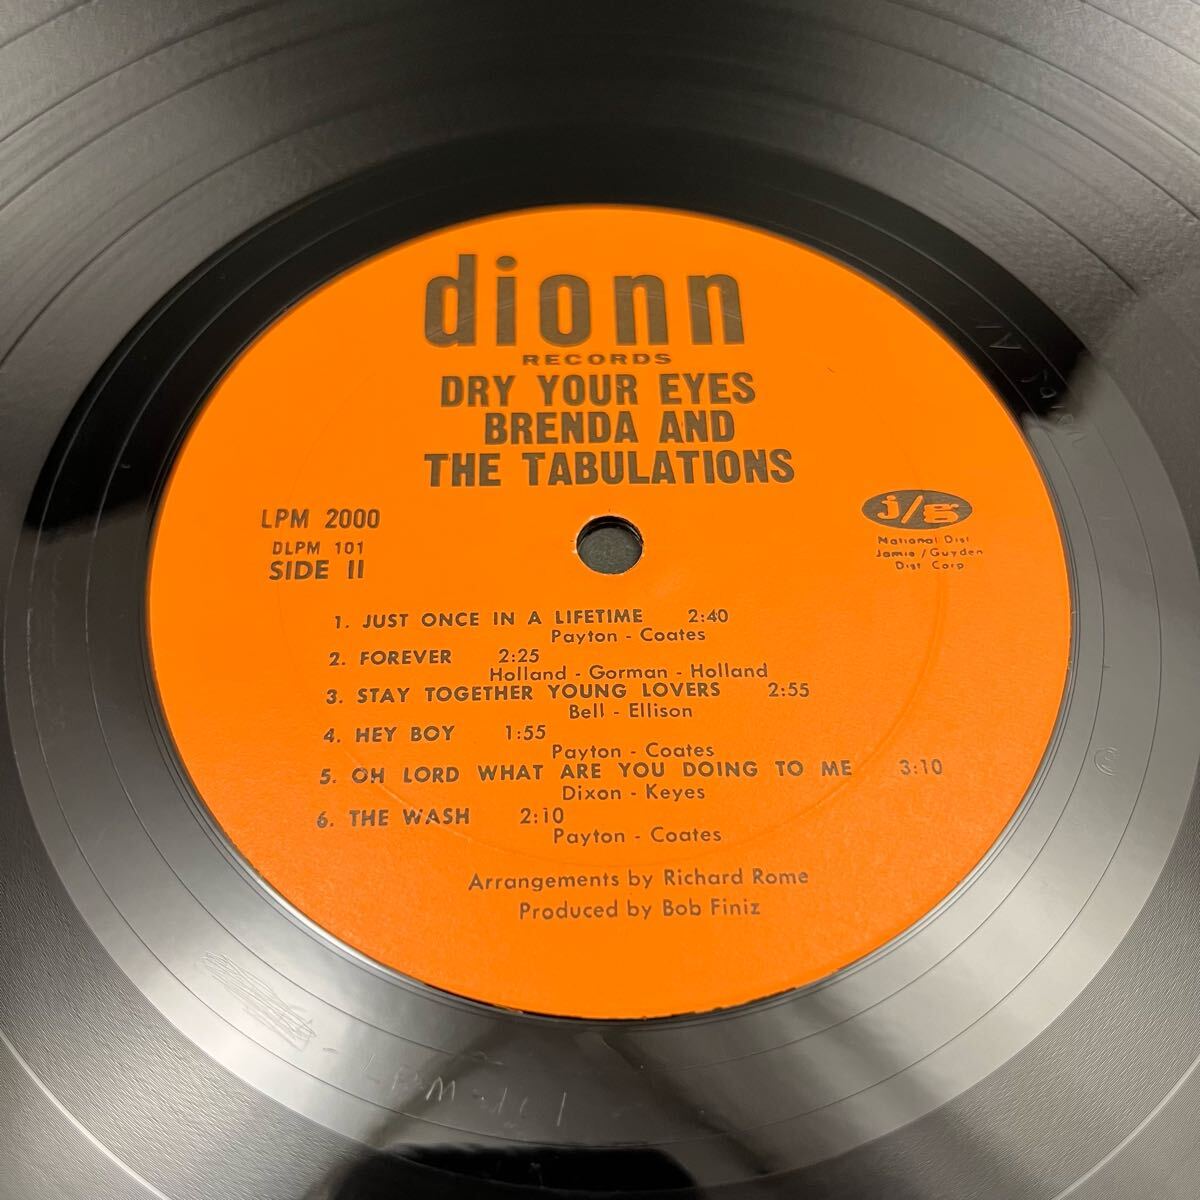 dionn
RECORDS
DRY YOUR EYES
BRENDA AND
THE TABULATIONS
LPM 2000
DLPM 101
SIDE II
j/g
National Dist
Jamie/Guyden
Dist Corp
1. JUST ONCE IN A LIFETIME 2:40
Payton - Coates
2. FOREVER 2:25
Holland - Gorman - Holland
3. STAY TOGETHER YOUNG LOVERS 2:55
Bell - Ellison
4. HEY BOY 1:55
Payton - Coates
5. OH LORD WHAT ARE YOU DOING TO ME 3:10
Dixon - Keyes
6. THE WASH 2:10
Payton - Coates
Arrangements by Richard Rome
Produced by Bob Finiz